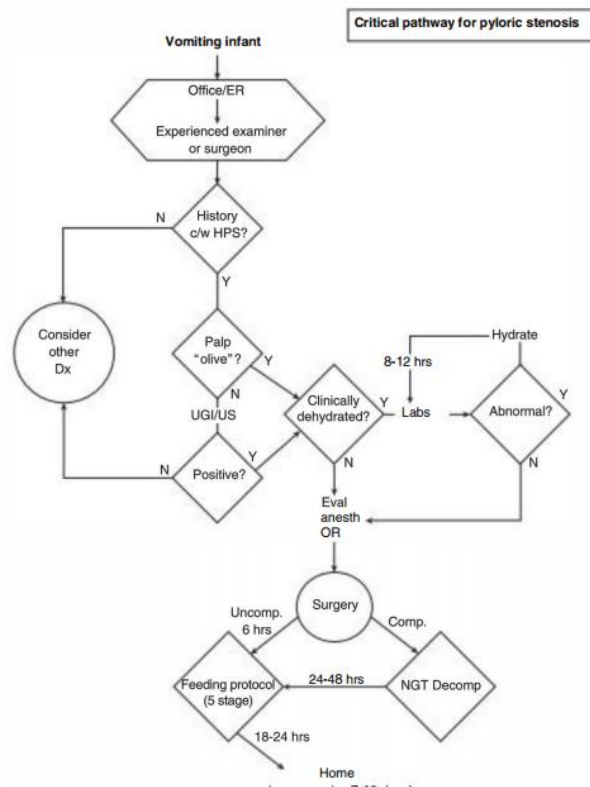 Critical pathway for pyloric stenosis
Vomiting infant
Office/ER
Experienced examiner
or surgeon
N
History
c/w HPS?
Y
Consider
other
Dx
Palp
"olive"?
Y
N
UGI/US
N
Positive?
Y
Clinically
dehydrated?
Y
N
Hydrate
8-12 hrs
Labs
Abnormal?
Y
N
Eval
anesth
OR
Surgery
Uncomp.
6 hrs
Comp.
Feeding protocol
(5 stage)
24-48 hrs
NGT Decomp
18-24 hrs
Home